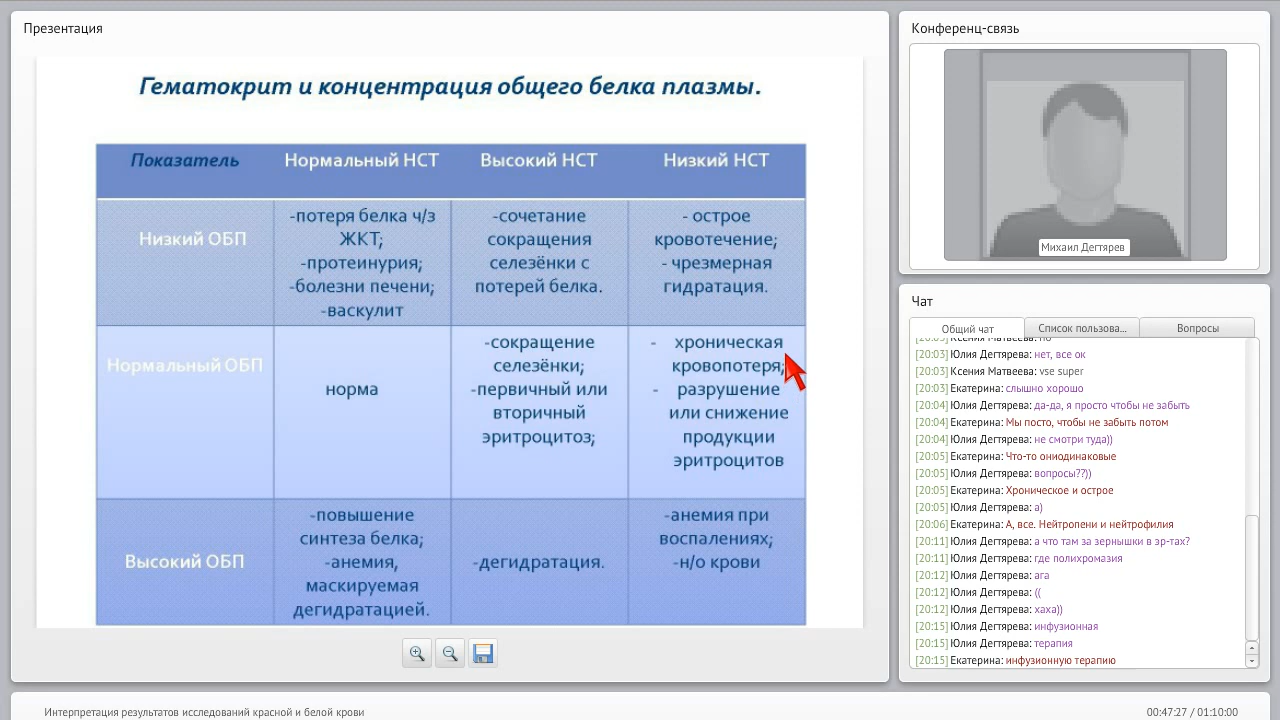 Презентация
Гематокрит и концентрация общего белка плазмы.
Показатель
Нормальный НСТ
Высокий НСТ
Низкий НСТ
Низкий ОБП
-потеря белка ч/з
ЖКТ;
-протеинурия;
-болезни печени;
-васкулит
-сочетание
сокращения
селезёнки с
потерей белка.
- острое
кровотечение;
- чрезмерная
гидратация.
Нормальный ОБП
норма
-сокращение
селезёнки;
-первичный или
вторичный
эритроцитоз;
- хроническая
кровопотеря;
- разрушение
или снижение
продукции
эритроцитов
Высокий ОБП
-повышение
синтеза белка;
-анемия,
маскируемая
дегидратацией.
-дегидратация.
-анемия при
воспалениях;
-н/о крови
Конференц-связь
Михаил Дегтярев
Чат
Общий чат
Список пользова...
Вопросы
[20:03] Ксения Матвеева: no
[20:03] Юлия Дегтярева: нет, все ок
[20:03] Ксения Матвеева: vse super
[20:03] Екатерина: слышно хорошо
[20:04] Юлия Дегтярева: да-да, я просто чтобы не забыть
[20:04] Екатерина: Мы посто, чтобы не забыть потом
[20:04] Юлия Дегтярева: не смотри туда))
[20:05] Екатерина: Что-то ониодинаковые
[20:05] Юлия Дегтярева: вопросы??))
[20:05] Екатерина: Хроническое и острое
[20:05] Юлия Дегтярева: а)
[20:06] Екатерина: А, все. Нейтропени и нейтрофилия
[20:11] Юлия Дегтярева: а что там за зернышки в эр-тах?
[20:11] Юлия Дегтярева: где полихромазия
[20:12] Юлия Дегтярева: ага
[20:12] Юлия Дегтярева: ((
[20:12] Юлия Дегтярева: хаха))
[20:15] Юлия Дегтярева: инфузионная
[20:15] Юлия Дегтярева: терапия
[20:15] Екатерина: инфузионную терапию
Интерпретация результатов исследований красной и белой крови
00:47:27 / 01:10:00